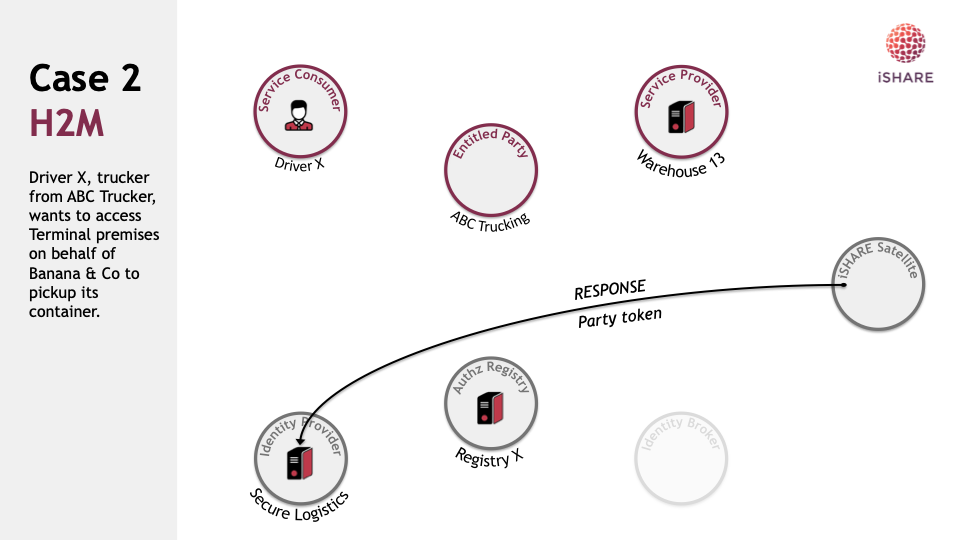 Case 2
H2M
Driver X, trucker
from ABC Trucker,
wants to access
Terminal premises
on behalf of
Banana & Co to
pickup its
container.
iSHARE
Service Consumer
Driver X
Entitled Party
ABC Trucking
Service Provider
Warehouse 13
iSHARE Satellite
RESPONSE
Party token
Authz Registry
Registry X
Identity Provider
Secure Logistics
Identity Broker